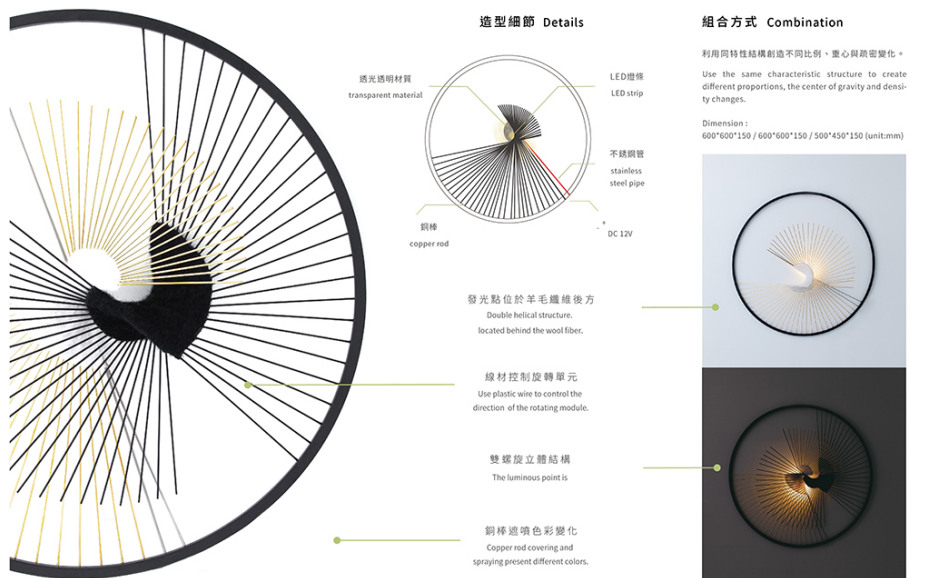 造型細節 Details
透光透明材質
transparent material
LED燈條
LED strip
不銹鋼管
stainless
steel pipe
銅棒
copper rod
+
-
DC 12V
發光點位於羊毛纖維後方
Double helical structure.
located behind the wool fiber.
線材控制旋轉單元
Use plastic wire to control the
direction of the rotating module.
雙螺旋立體結構
The luminous point is
銅棒遮噴色彩變化
Copper rod covering and
spraying present different colors.
組合方式 Combination
利用同特性結構創造不同比例、重心與疏密變化。
Use the same characteristic structure to create
different proportions, the center of gravity and densi-
ty changes.
Dimension :
600*600*150 / 600*600*150 / 500*450*150 (unit:mm)